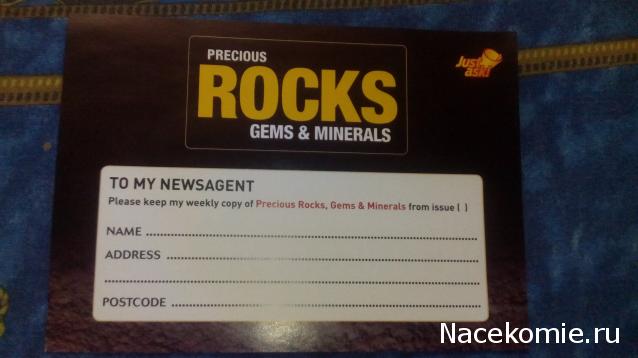 PRECIOUS
ROCKS
GEMS & MINERALS
Just ask!
TO MY NEWSAGENT
Please keep my weekly copy of Precious Rocks, Gems & Minerals from issue ( )
NAME
ADDRESS
POSTCODE
Nacekomie.ru